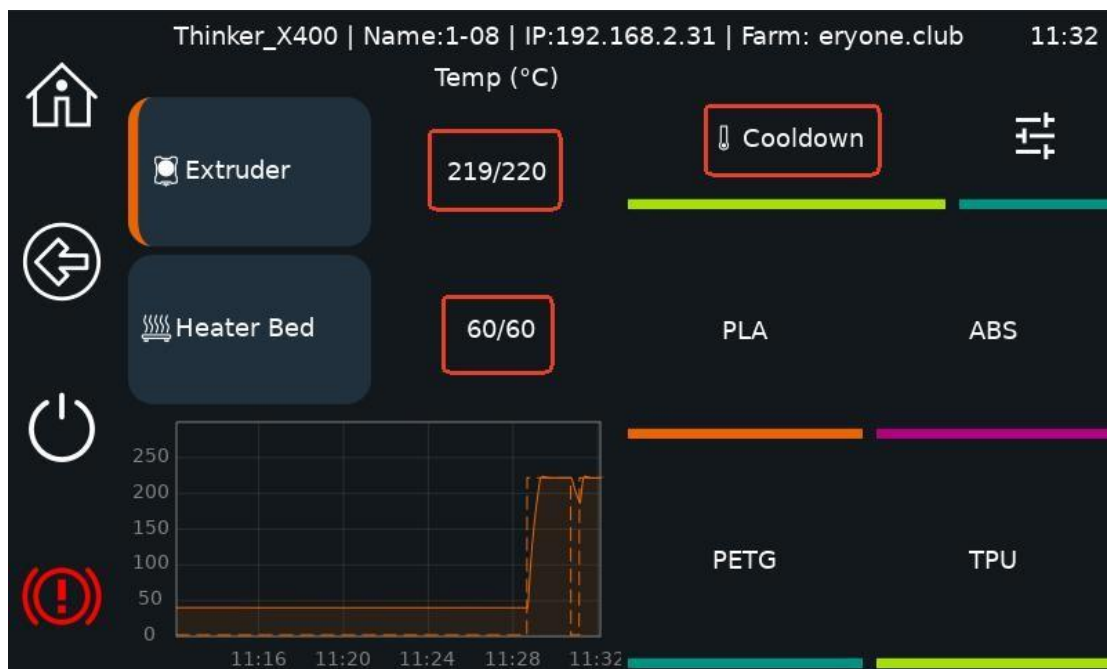 Thinker_X400 | Name:1-08 | IP:192.168.2.31 | Farm: eryone.club 11:32
Temp (°C)
Extruder 219/220
Cooldown
Heater Bed 60/60
PLA ABS
PETG TPU
250
200
150
100
50
0
11:16 11:20 11:24 11:28 11:32